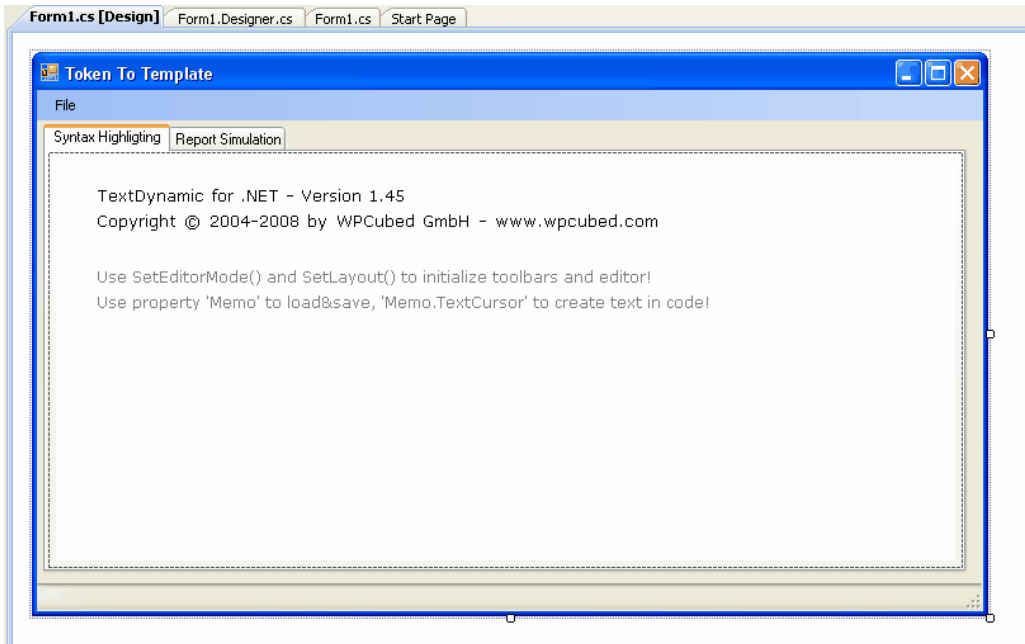 Form1.cs [Design] Form1.Designer.cs Form1.cs Start Page
Token To Template
File
Syntax Highligting Report Simulation
TextDynamic for .NET - Version 1.45
Copyright © 2004-2008 by WPCubed GmbH - www.wpcubed.com
Use SetEditorMode() and SetLayout() to initialize toolbars and editor!
Use property 'Memo' to load&save, 'Memo.TextCursor' to create text in code!